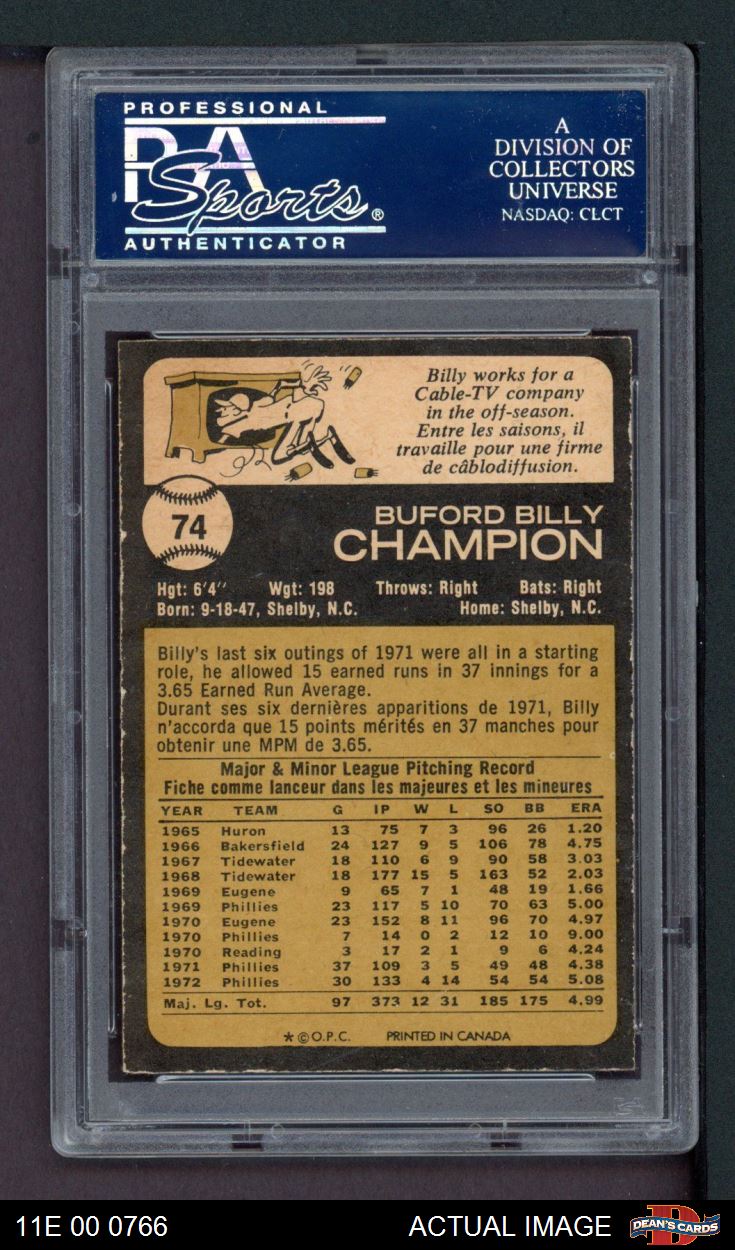 PROFESSIONAL
PSA
Sports®
AUTHENTICATOR
A
DIVISION OF
COLLECTORS
UNIVERSE
NASDAQ: CLCT
Billy works for a
Cable-TV company
in the off-season.
Entre les saisons, il
travaille pour une firme
de câblodiffusion.
74
BUFORD BILLY
CHAMPION
Hgt: 6'4" Wgt: 198 Throws: Right Bats: Right
Born: 9-18-47, Shelby, N.C. Home: Shelby, N.C.
Billy's last six outings of 1971 were all in a starting
role, he allowed 15 earned runs in 37 innings for a
3.65 Earned Run Average.
Durant ses six dernières apparitions de 1971, Billy
n'accorda que 15 points mérités en 37 manches pour
obtenir une MPM de 3.65.
Major & Minor League Pitching Record
Fiche comme lanceur dans les majeures et les mineures
YEAR TEAM G IP W L SO BB ERA
1965 Huron 13 75 7 3 96 26 1.20
1966 Bakersfield 24 127 9 5 106 78 4.75
1967 Tidewater 18 110 6 9 90 58 3.03
1968 Tidewater 18 177 15 5 163 52 2.03
1969 Eugene 9 65 7 1 48 19 1.66
1969 Phillies 23 117 5 10 70 63 5.00
1970 Eugene 23 152 8 11 96 70 4.97
1970 Phillies 7 14 0 2 12 10 9.00
1970 Reading 3 17 2 1 9 6 4.24
1971 Phillies 37 109 3 5 49 48 4.38
1972 Phillies 30 133 4 14 54 54 5.08
Maj. Lg. Tot. 97 373 12 31 185 175 4.99
* © O.P.C. PRINTED IN CANADA
11E 00 0766 ACTUAL IMAGE DEAN'S CARDS